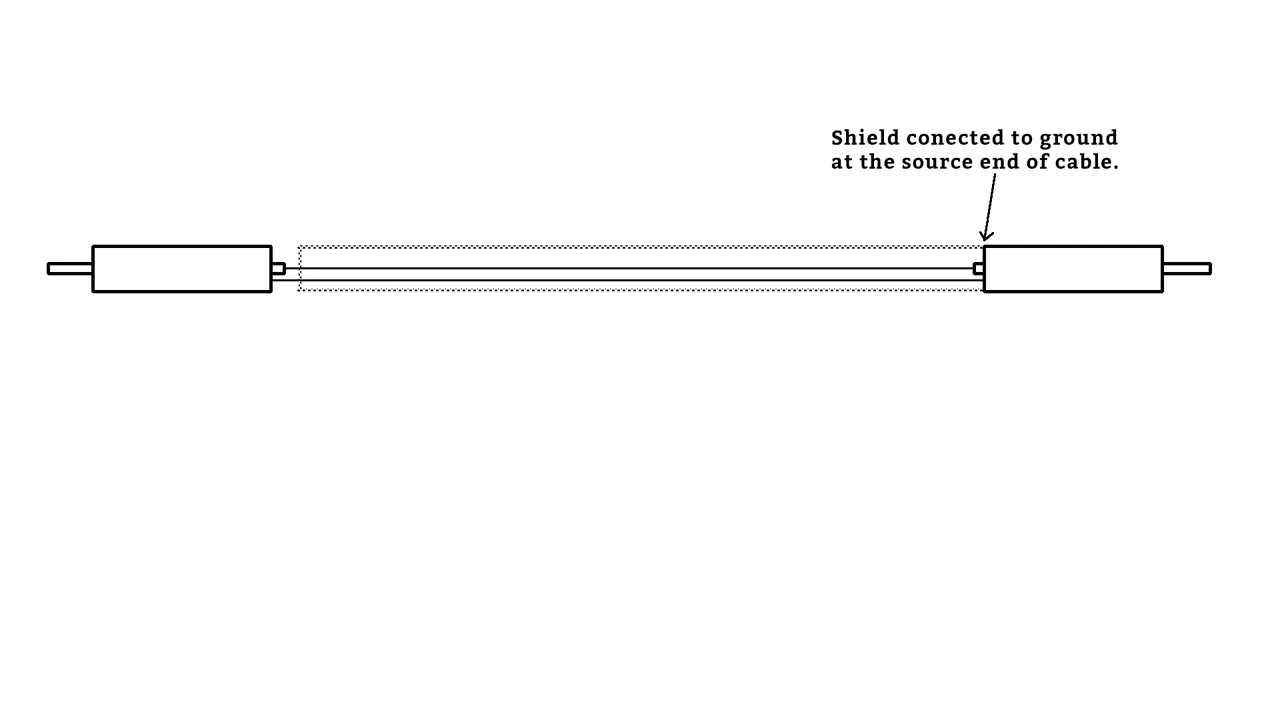 Shield conected to ground
at the source end of cable.